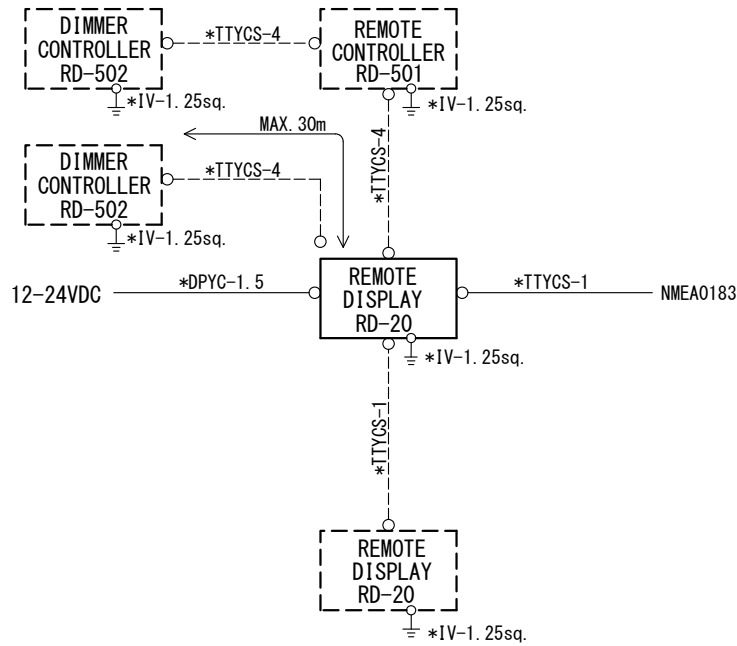 DIMMER
CONTROLLER
RD-502
*TTYCS-4
REMOTE
CONTROLLER
RD-501
*IV-1.25sq.
*IV-1.25sq.
MAX.30m
*TTYCS-4
DIMMER
CONTROLLER
RD-502
*TTYCS-4
*IV-1.25sq.
12-24VDC
*DPYC-1.5
REMOTE
DISPLAY
RD-20
*TTYCS-1
NMEA0183
*IV-1.25sq.
*TTYCS-1
REMOTE
DISPLAY
RD-20
*IV-1.25sq.